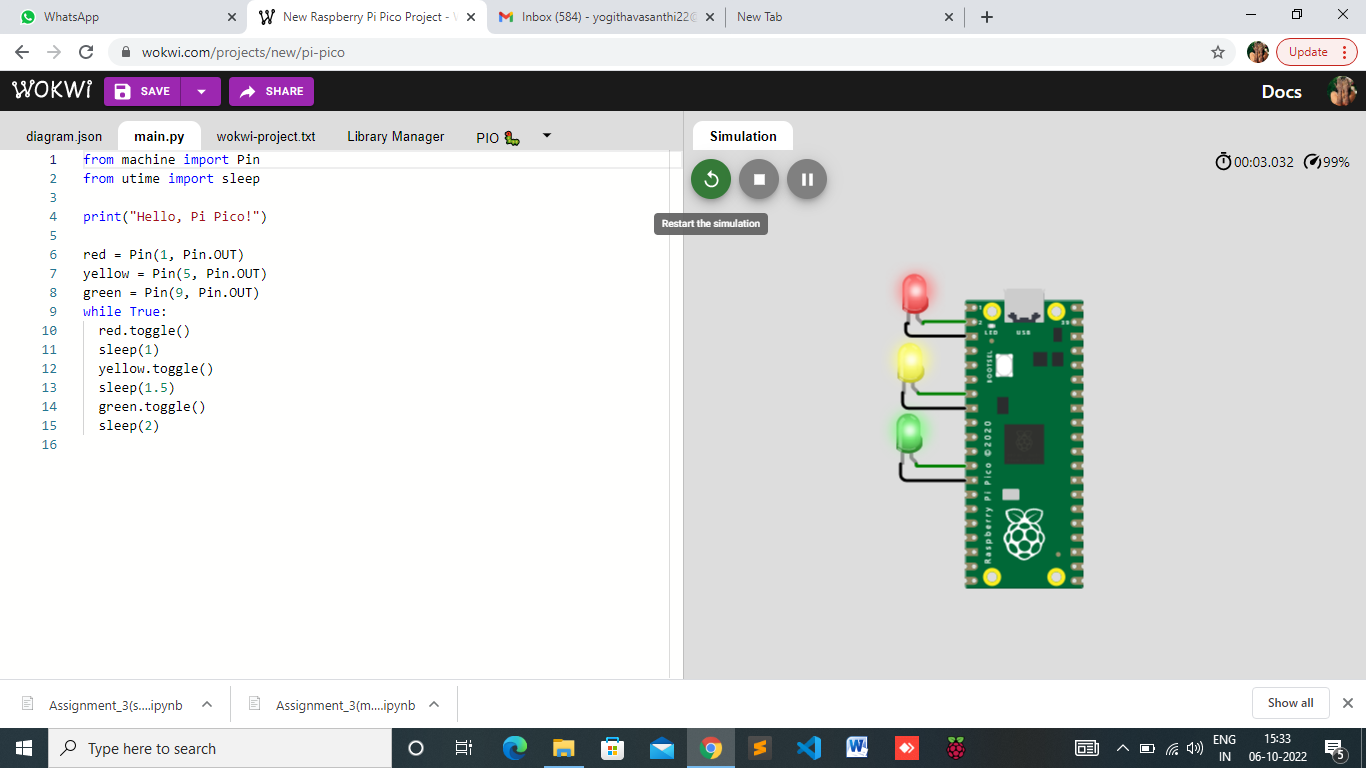 WhatsApp
New Raspberry Pi Pico Project -
Inbox (584) - yogithavasanthi22@
New Tab
wokwi.com/projects/new/pi-pico
Update
WOKWI
SAVE
SHARE
Docs
diagram.json
main.py
wokwi-project.txt
Library Manager
PIO
Simulation
1 from machine import Pin
2 from utime import sleep
3
4 print("Hello, Pi Pico!")
5
6 red = Pin(1, Pin.OUT)
7 yellow = Pin(5, Pin.OUT)
8 green = Pin(9, Pin.OUT)
9 while True:
10 red.toggle()
11 sleep(1)
12 yellow.toggle()
13 sleep(1.5)
14 green.toggle()
15 sleep(2)
16
00:03.032
99%
Restart the simulation
LED
USB
BOOTSEL
Raspberry Pi Pico ©2020
Assignment_3(s....ipynb
Assignment_3(m....ipynb
Show all
Type here to search
ENG
IN
15:33
06-10-2022
5